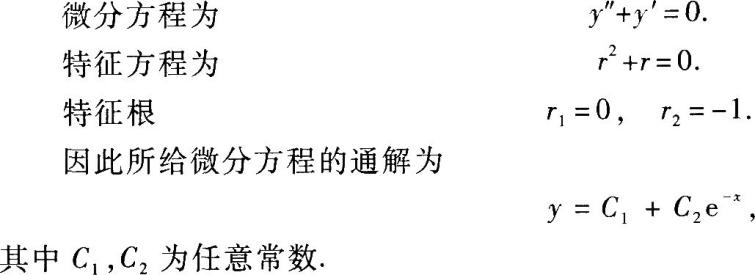 微分方程为 y″+y′=0.
特征方程为 r²+r=0.
特征根 r₁=0, r₂=-1.
因此所给微分方程的通解为
y = C₁ + C₂e⁻ˣ,
其中 C₁,C₂ 为任意常数.